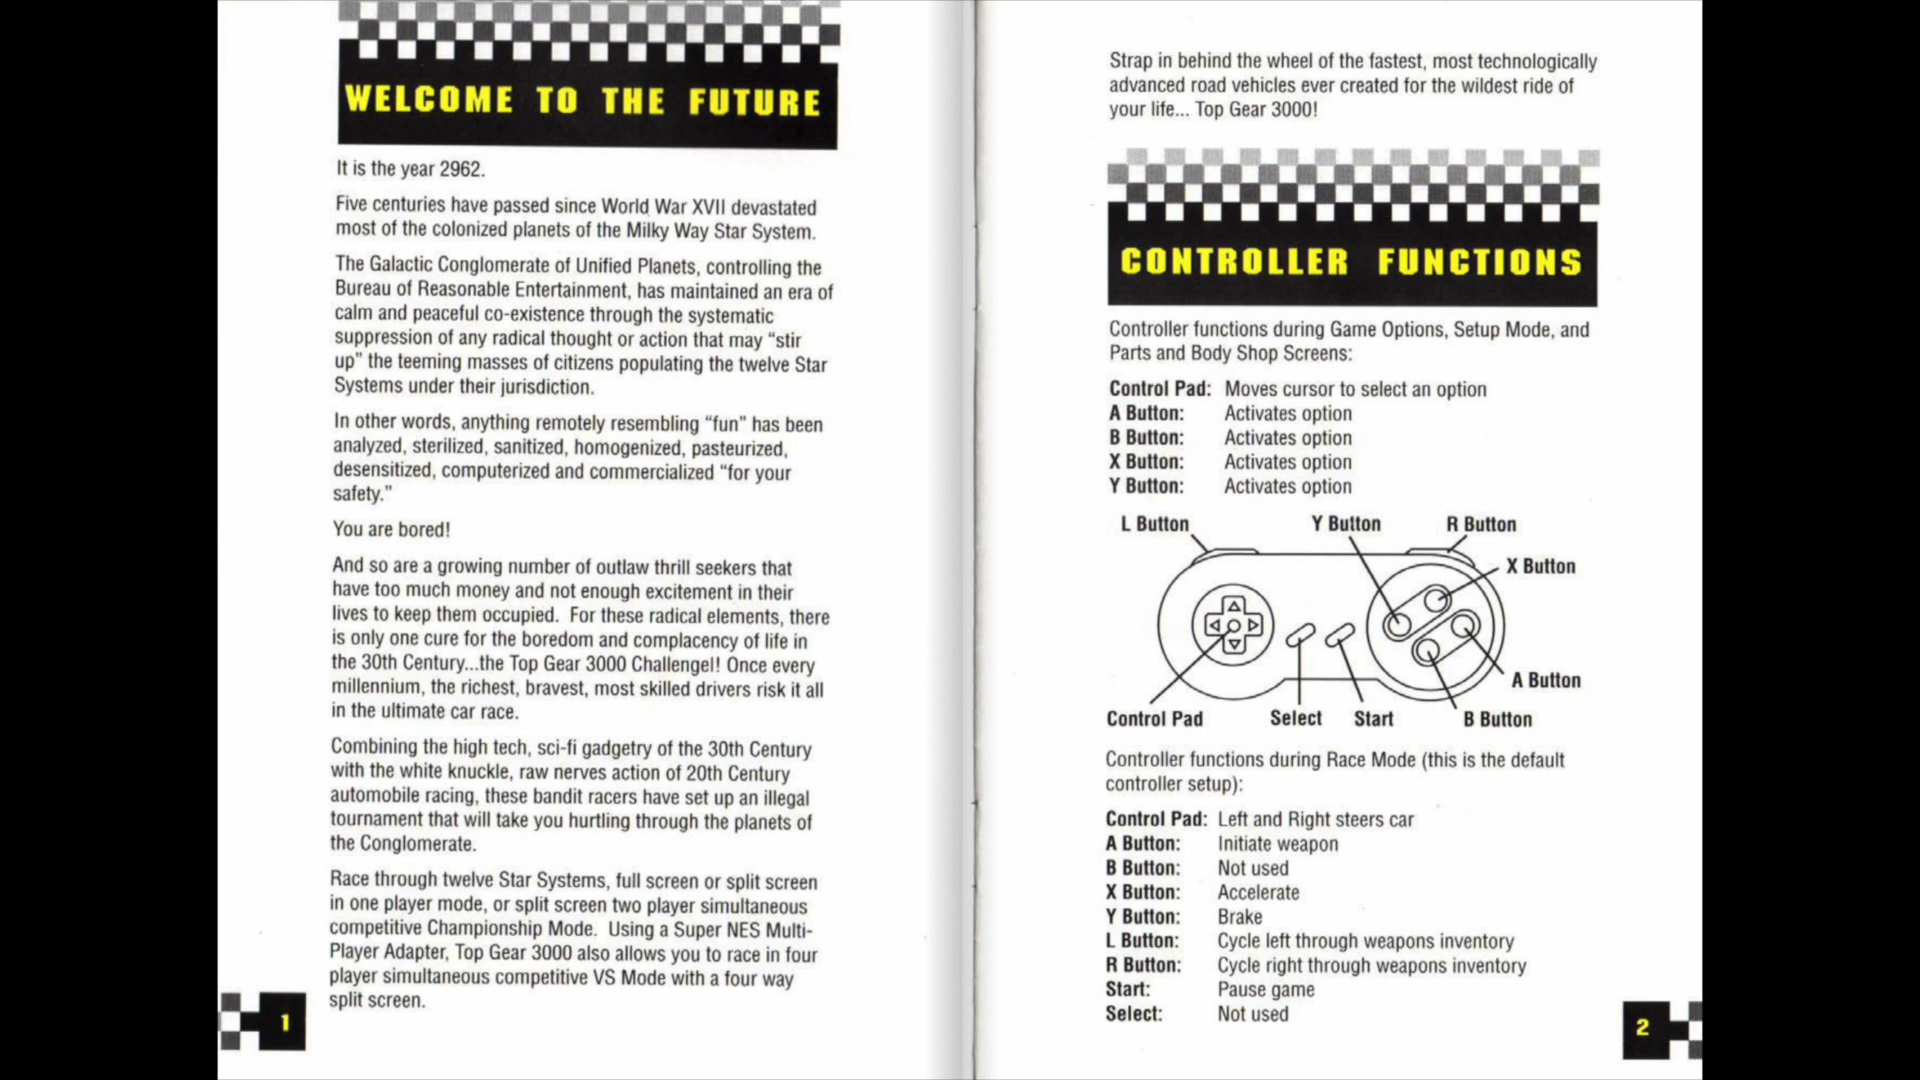 WELCOME TO THE FUTURE
It is the year 2962.
Five centuries have passed since World War XVII devastated
most of the colonized planets of the Milky Way Star System.
The Galactic Conglomerate of Unified Planets, controlling the
Bureau of Reasonable Entertainment, has maintained an era of
calm and peaceful co-existence through the systematic
suppression of any radical thought or action that may “stir
up” the teeming masses of citizens populating the twelve Star
Systems under their jurisdiction.
In other words, anything remotely resembling “fun” has been
analyzed, sterilized, sanitized, homogenized, pasteurized,
desensitized, computerized and commercialized “for your
safety.”
You are bored!
And so are a growing number of outlaw thrill seekers that
have too much money and not enough excitement in their
lives to keep them occupied. For these radical elements, there
is only one cure for the boredom and complacency of life in
the 30th Century...the Top Gear 3000 Challengel! Once every
millennium, the richest, bravest, most skilled drivers risk it all
in the ultimate car race.
Combining the high tech, sci-fi gadgetry of the 30th Century
with the white knuckle, raw nerves action of 20th Century
automobile racing, these bandit racers have set up an illegal
tournament that will take you hurtling through the planets of
the Conglomerate.
Race through twelve Star Systems, full screen or split screen
in one player mode, or split screen two player simultaneous
competitive Championship Mode. Using a Super NES Multi-
Player Adapter, Top Gear 3000 also allows you to race in four
player simultaneous competitive VS Mode with a four way
split screen.
1
Strap in behind the wheel of the fastest, most technologically
advanced road vehicles ever created for the wildest ride of
your life... Top Gear 3000!
CONTROLLER FUNCTIONS
Controller functions during Game Options, Setup Mode, and
Parts and Body Shop Screens:
Control Pad: Moves cursor to select an option
A Button: Activates option
B Button: Activates option
X Button: Activates option
Y Button: Activates option
L Button Y Button R Button
X Button
A Button
Control Pad Select Start B Button
Controller functions during Race Mode (this is the default
controller setup):
Control Pad: Left and Right steers car
A Button: Initiate weapon
B Button: Not used
X Button: Accelerate
Y Button: Brake
L Button: Cycle left through weapons inventory
R Button: Cycle right through weapons inventory
Start: Pause game
Select: Not used
2